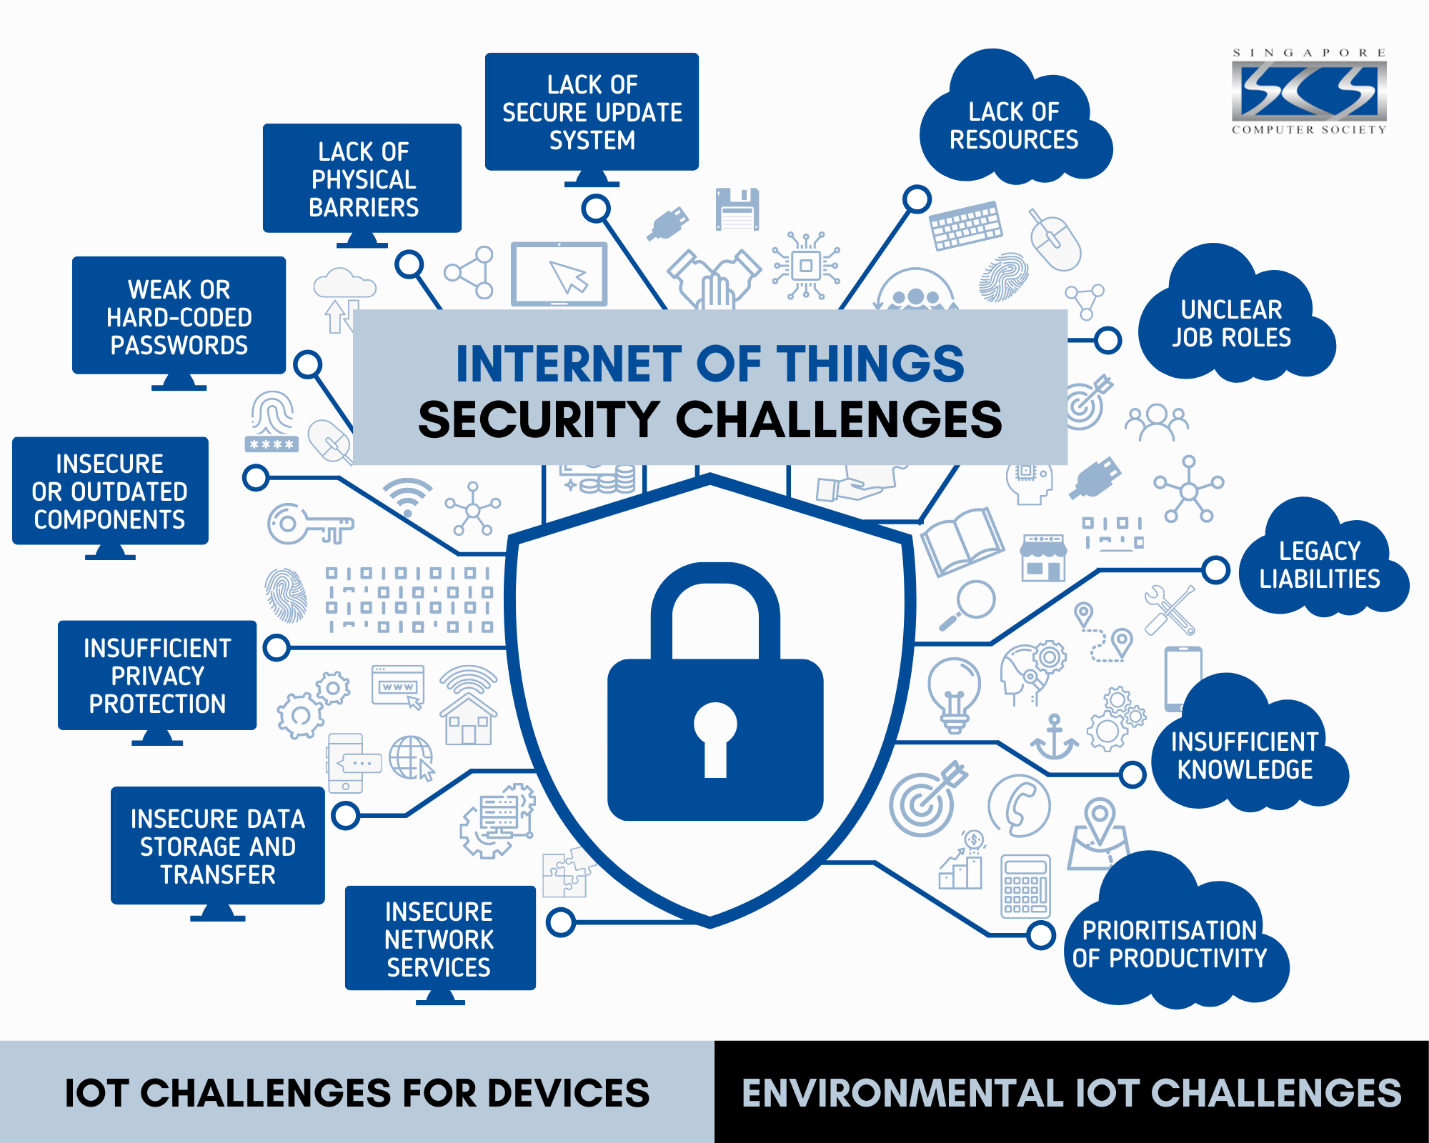 SINGAPORE
SCS
COMPUTER SOCIETY
LACK OF
SECURE UPDATE
SYSTEM
LACK OF
RESOURCES
LACK OF
PHYSICAL
BARRIERS
WEAK OR
HARD-CODED
PASSWORDS
UNCLEAR
JOB ROLES
INTERNET OF THINGS
SECURITY CHALLENGES
****
INSECURE
OR OUTDATED
COMPONENTS
LEGACY
LIABILITIES
INSUFFICIENT
PRIVACY
PROTECTION
WWW
INSUFFICIENT
KNOWLEDGE
INSECURE DATA
STORAGE AND
TRANSFER
$
INSECURE
NETWORK
SERVICES
PRIORITISATION
OF PRODUCTIVITY
IOT CHALLENGES FOR DEVICES
ENVIRONMENTAL IOT CHALLENGES